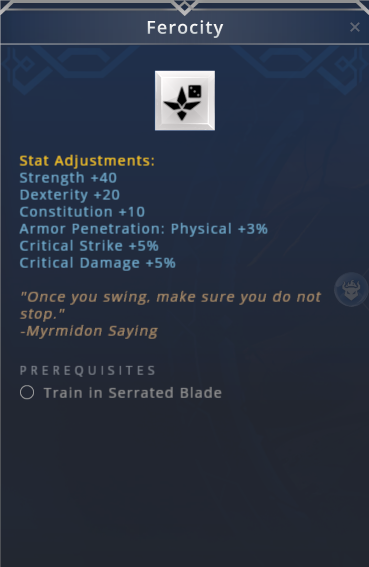 Ferocity
Stat Adjustments:
Strength +40
Dexterity +20
Constitution +10
Armor Penetration: Physical +3%
Critical Strike +5%
Critical Damage +5%
"Once you swing, make sure you do not
stop."
-Myrmidon Saying
PREREQUISITES
Train in Serrated Blade